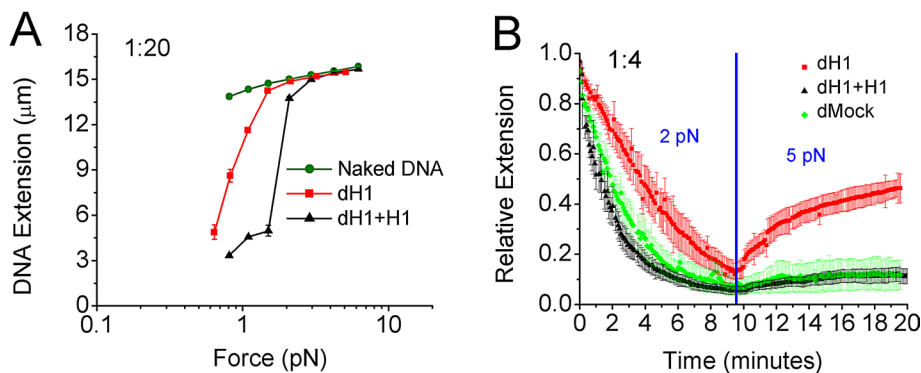 A
1:20
DNA Extension (μm)
18
15
12
9
6
3
0
Naked DNA
dH1
dH1+H1
0.1
1
10
Force (pN)
B
1:4
dH1
dH1+H1
dMock
2 pN
5 pN
Relative Extension
1.0
0.8
0.6
0.4
0.2
0.0
0 2 4 6 8 10 12 14 16 18 20
Time (minutes)